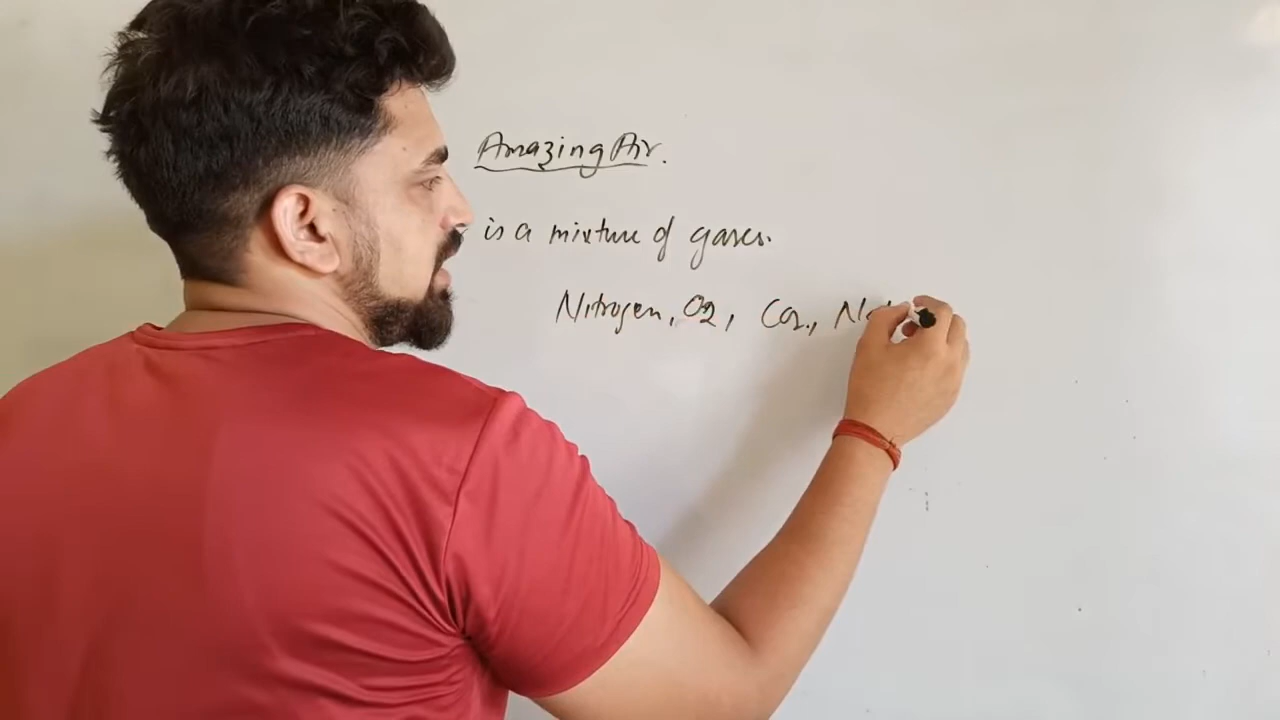 Amazing Air.
is a mixture of gases.
Nitrogen, O2, CO2,